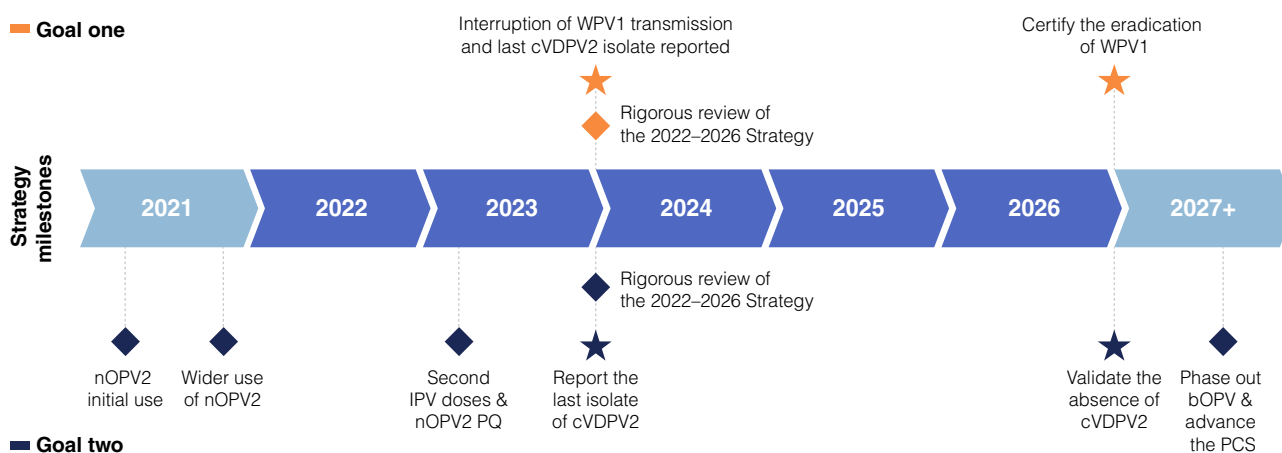 Goal one
Interruption of WPV1 transmission
and last cVDPV2 isolate reported
Certify the eradication
of WPV1
Rigorous review of
the 2022–2026 Strategy
Strategy
milestones
2021
2022
2023
2024
2025
2026
2027+
Rigorous review of
the 2022–2026 Strategy
nOPV2
initial use
Wider use
of nOPV2
Second
IPV doses &
nOPV2 PQ
Report the
last isolate
of cVDPV2
Validate the
absence of
cVDPV2
Phase out
bOPV &
advance
the PCS
Goal two